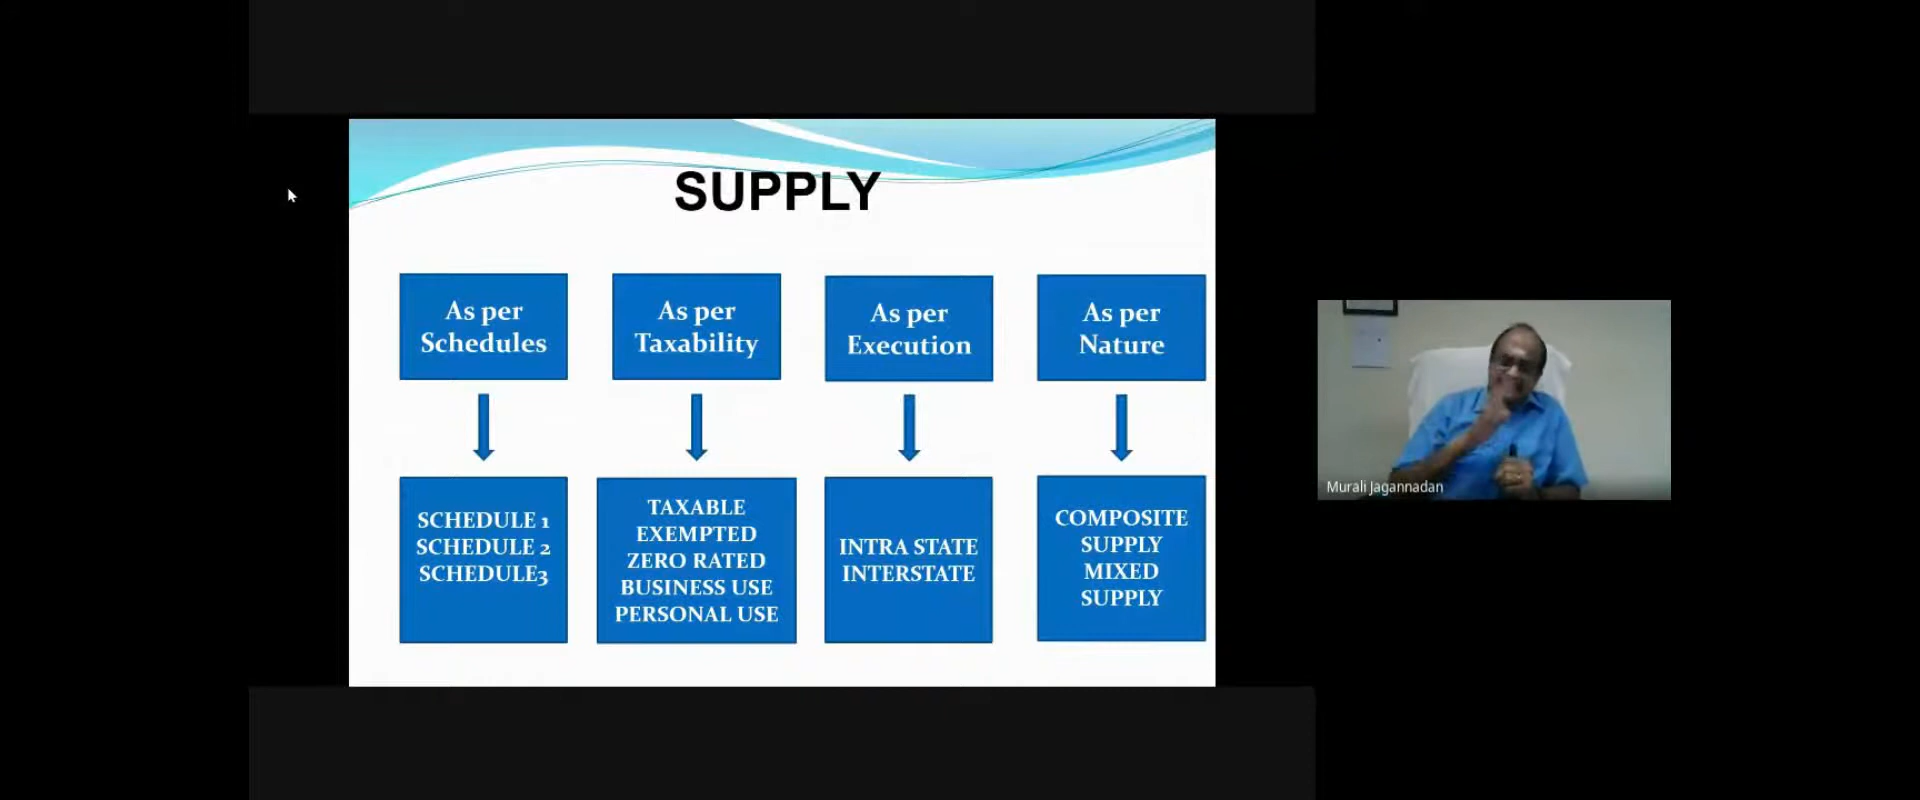 SUPPLY
As per
Schedules
As per
Taxability
As per
Execution
As per
Nature
SCHEDULE 1
SCHEDULE 2
SCHEDULE3
TAXABLE
EXEMPTED
ZERO RATED
BUSINESS USE
PERSONAL USE
INTRA STATE
INTERSTATE
COMPOSITE
SUPPLY
MIXED
SUPPLY
Murali Jagannadan